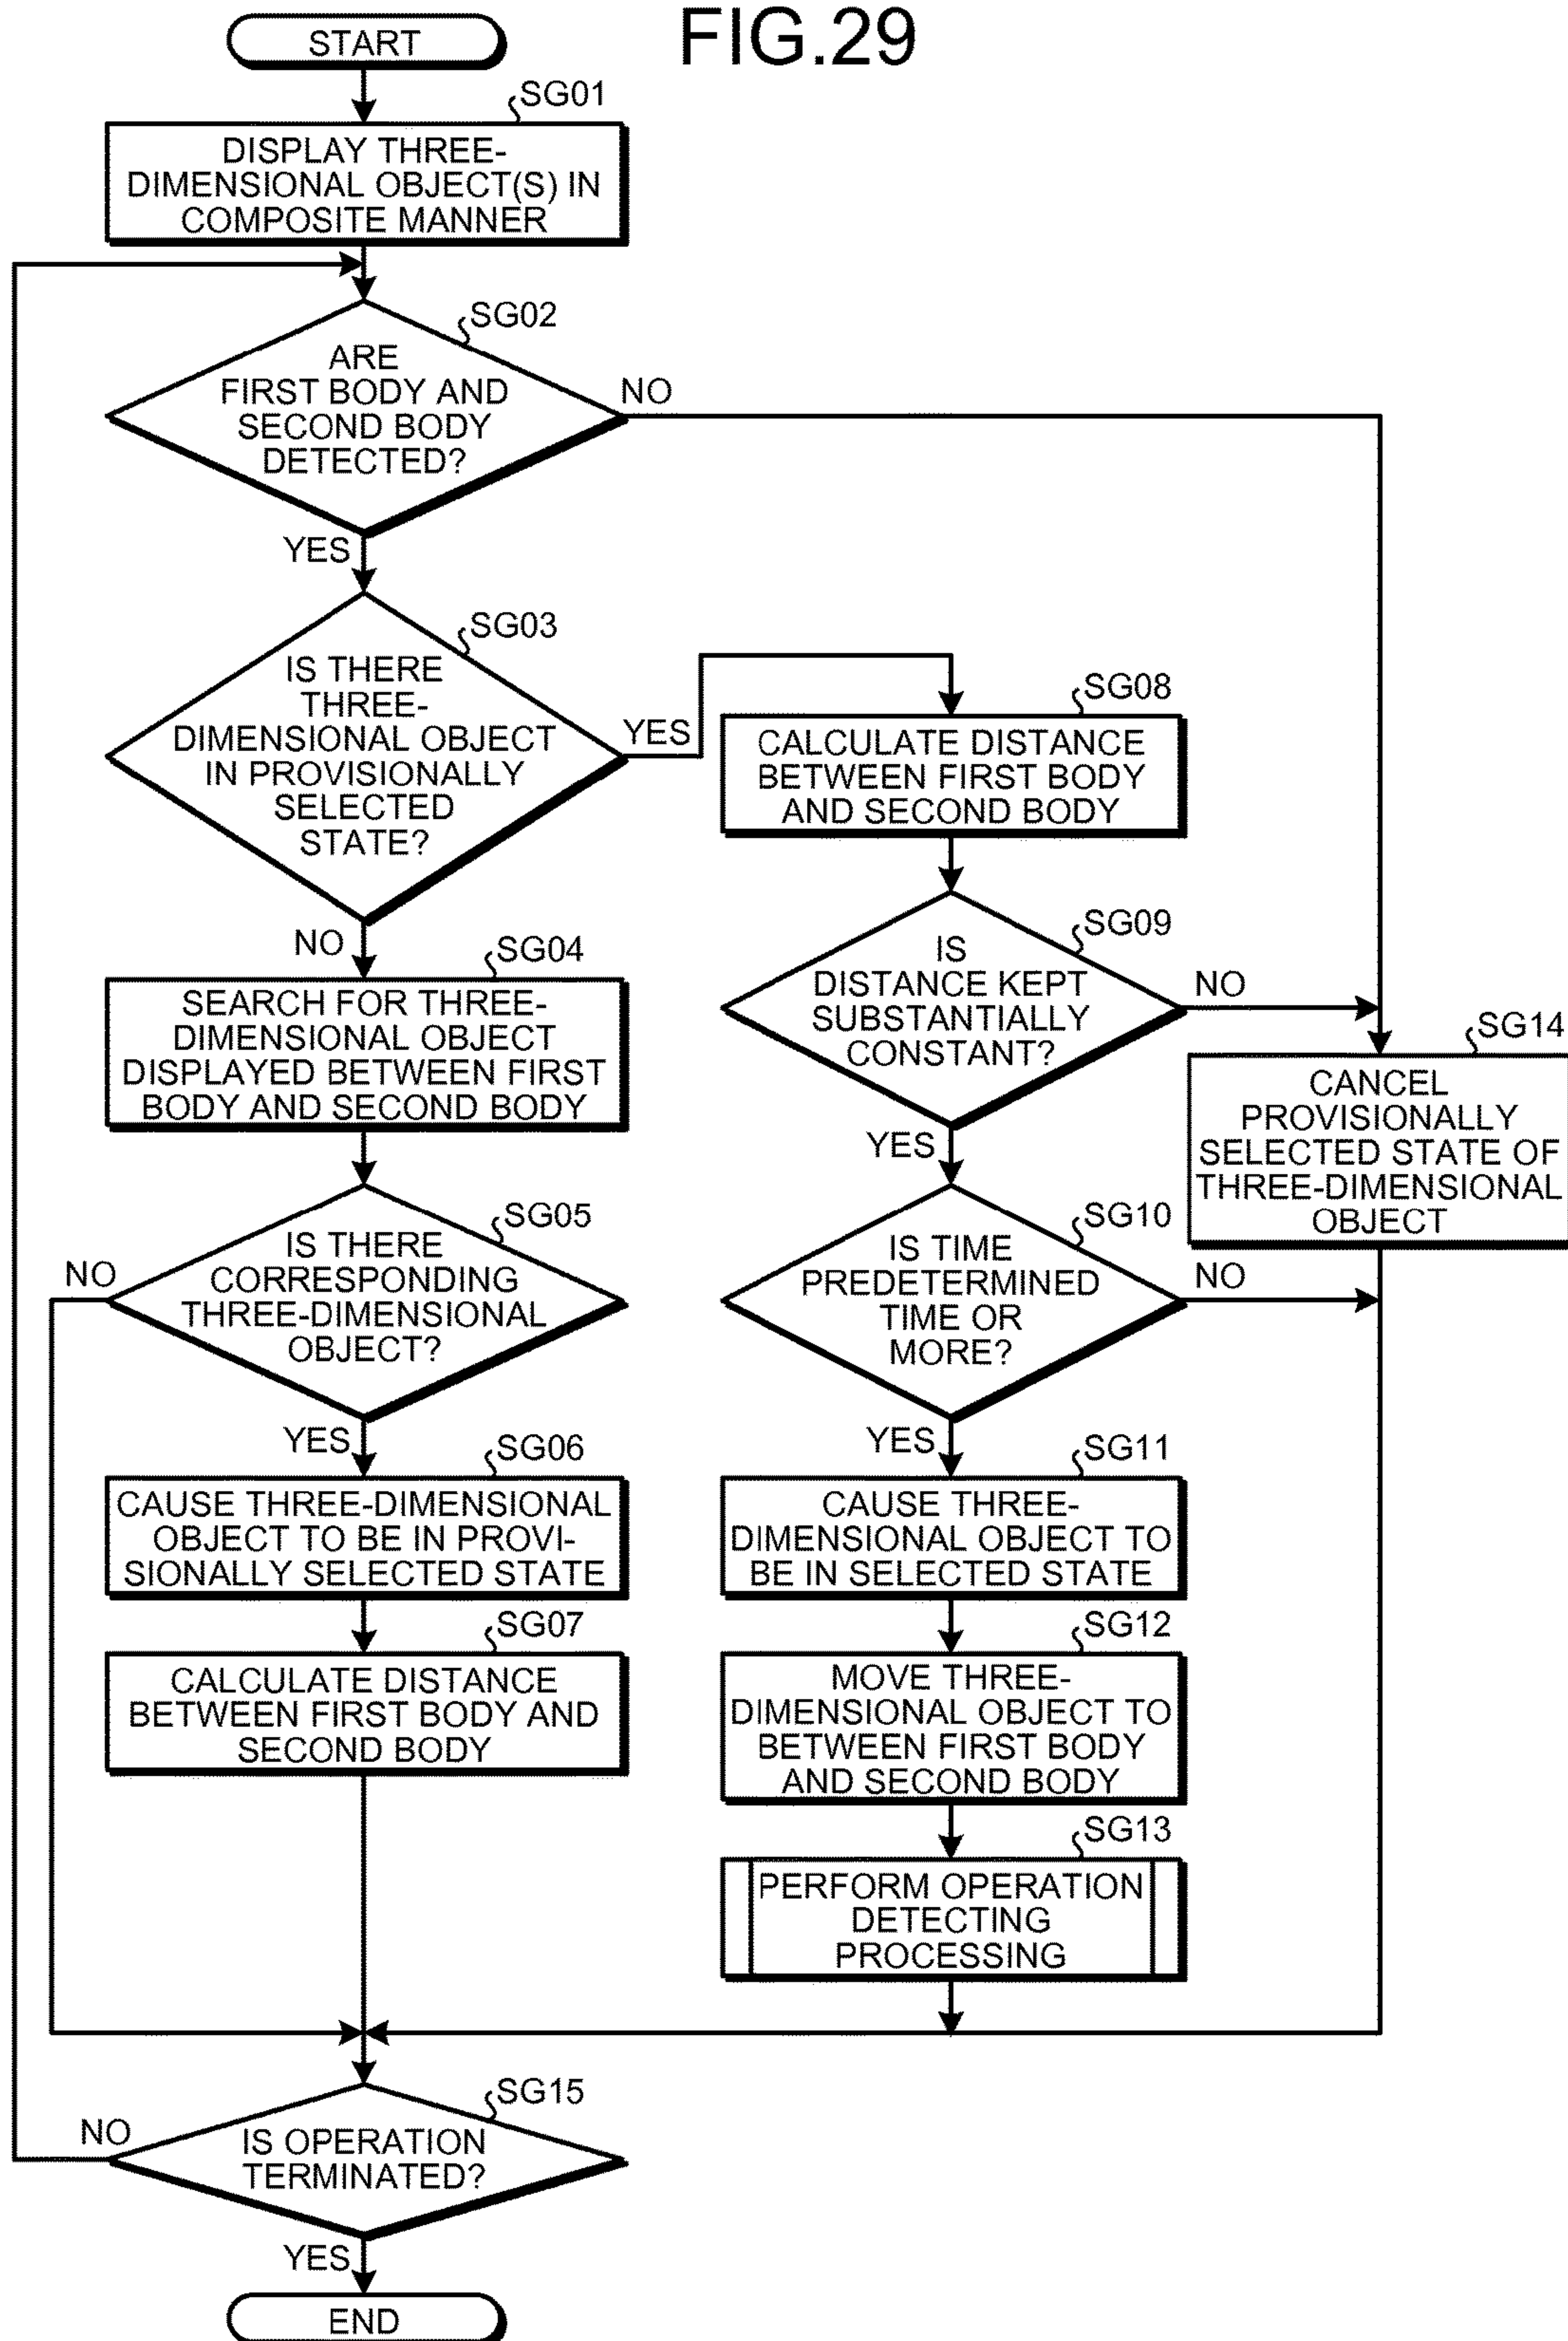 FIG.29
START
SG01
DISPLAY THREE-
DIMENSIONAL OBJECT(S) IN
COMPOSITE MANNER
SG02
ARE
FIRST BODY AND
SECOND BODY
DETECTED?
NO
YES
SG03
IS THERE
THREE-
DIMENSIONAL OBJECT
IN PROVISIONALLY
SELECTED
STATE?
YES
NO
SG04
SEARCH FOR THREE-
DIMENSIONAL OBJECT
DISPLAYED BETWEEN FIRST
BODY AND SECOND BODY
SG05
IS THERE
CORRESPONDING
THREE-DIMENSIONAL
OBJECT?
NO
YES
SG06
CAUSE THREE-DIMENSIONAL
OBJECT TO BE IN PROVI-
SIONALLY SELECTED STATE
SG07
CALCULATE DISTANCE
BETWEEN FIRST BODY AND
SECOND BODY
SG08
CALCULATE DISTANCE
BETWEEN FIRST BODY
AND SECOND BODY
SG09
IS
DISTANCE KEPT
SUBSTANTIALLY
CONSTANT?
NO
YES
SG10
IS TIME
PREDETERMINED
TIME OR
MORE?
NO
YES
SG11
CAUSE THREE-
DIMENSIONAL OBJECT TO
BE IN SELECTED STATE
SG12
MOVE THREE-
DIMENSIONAL OBJECT TO
BETWEEN FIRST BODY
AND SECOND BODY
SG13
PERFORM OPERATION
DETECTING
PROCESSING
SG14
CANCEL
PROVISIONALLY
SELECTED STATE OF
THREE-DIMENSIONAL
OBJECT
SG15
IS OPERATION
TERMINATED?
NO
YES
END